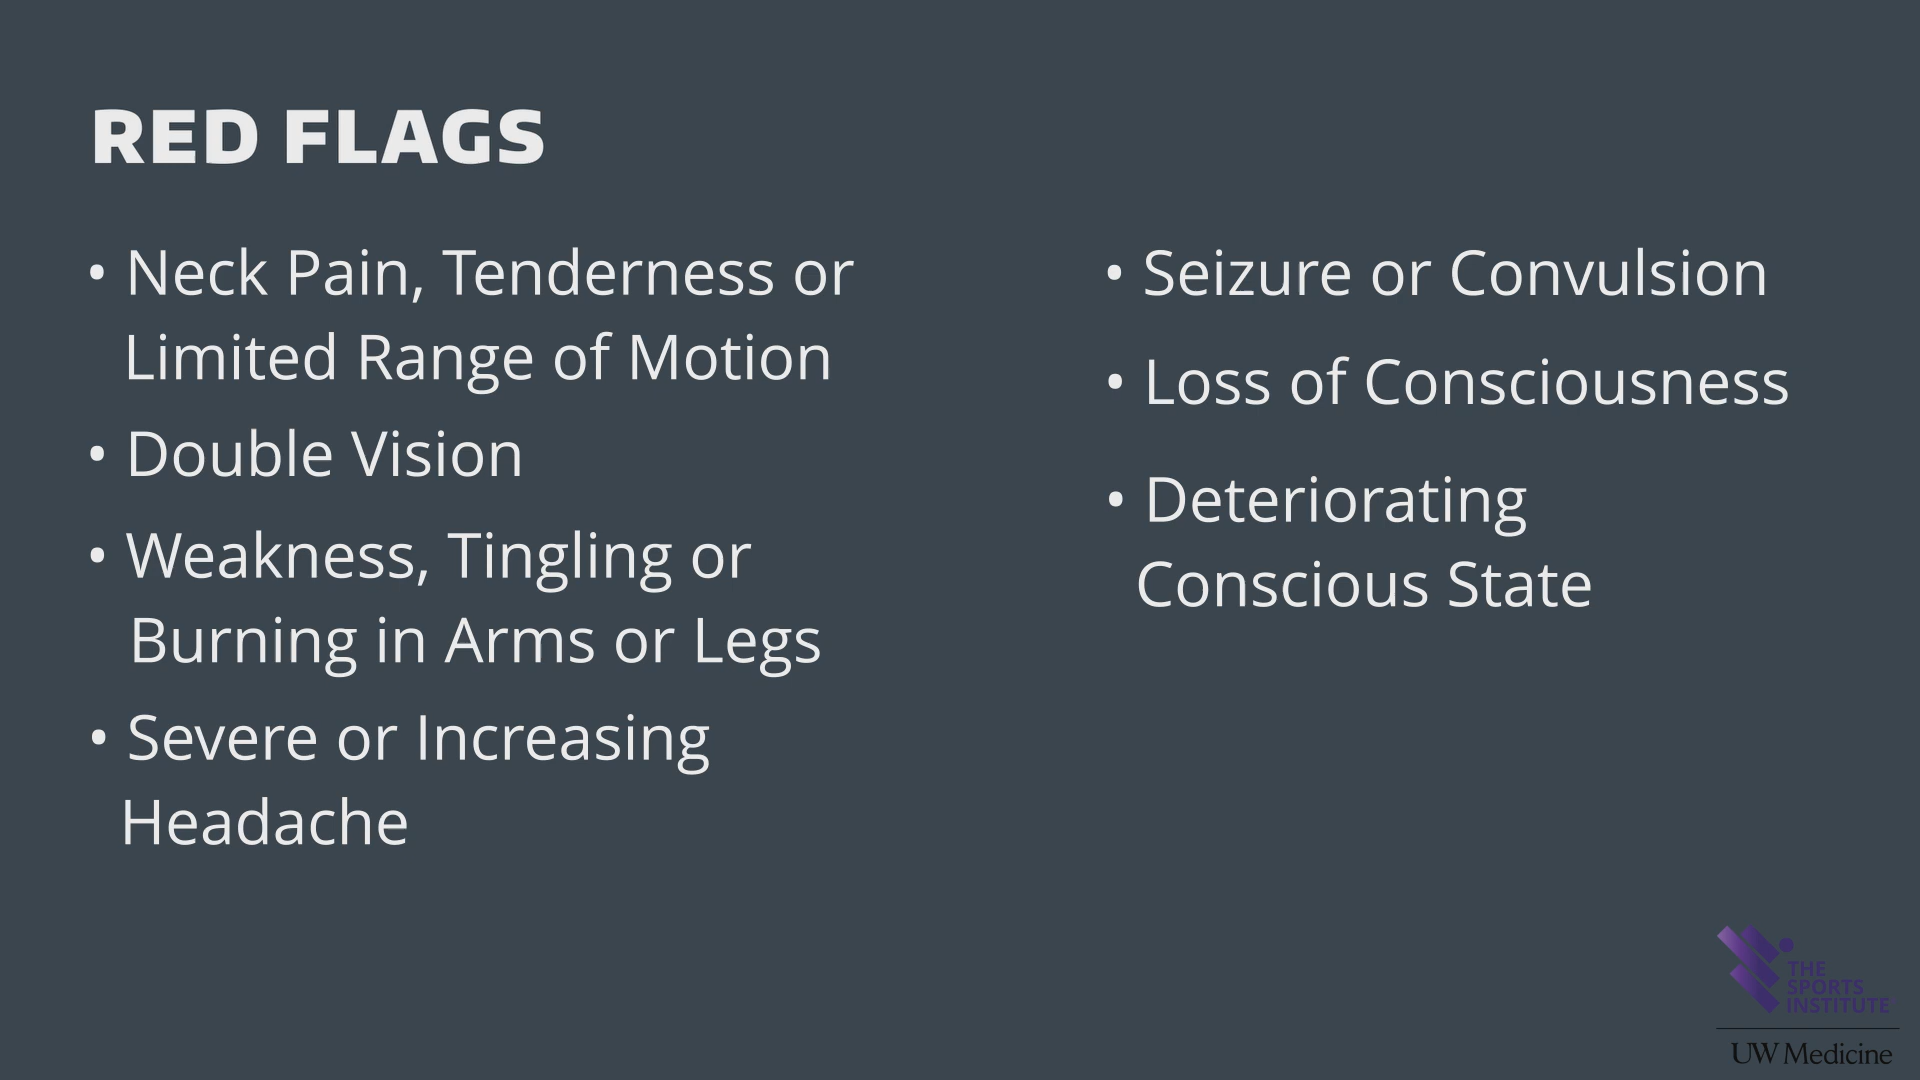 RED FLAGS
• Neck Pain, Tenderness or
Limited Range of Motion
• Double Vision
• Weakness, Tingling or
Burning in Arms or Legs
• Severe or Increasing
Headache
• Seizure or Convulsion
• Loss of Consciousness
• Deteriorating
Conscious State
THE
SPORTS
INSTITUTE
UW Medicine